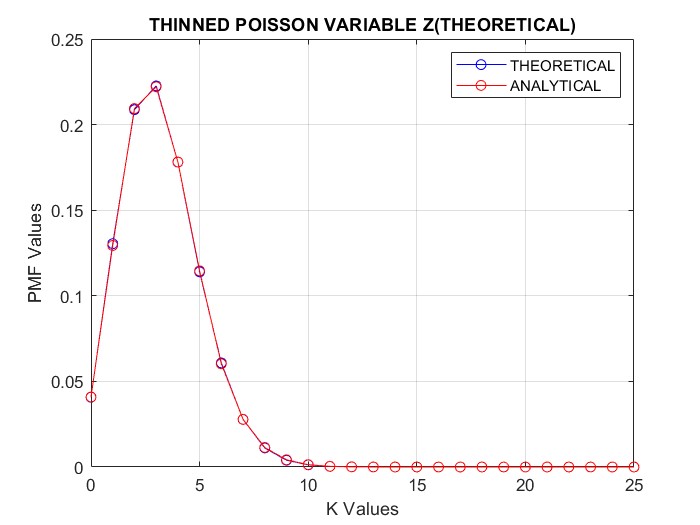 THINNED POISSON VARIABLE Z(THEORETICAL)
THEORETICAL
ANALYTICAL
0.25
0.2
0.15
0.1
0.05
0
PMF Values
0 5 10 15 20 25
K Values